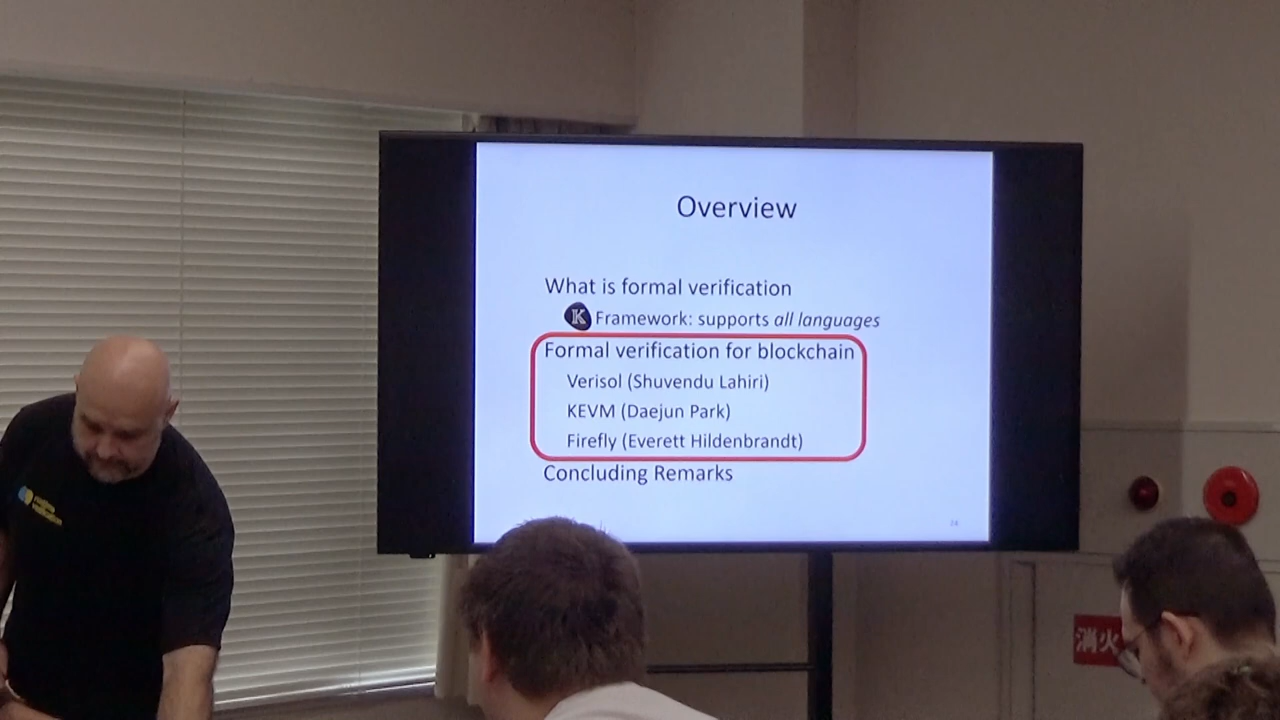 Overview
What is formal verification
K Framework: supports all languages
Formal verification for blockchain
Verisol (Shuvendu Lahiri)
KEVM (Daejun Park)
Firefly (Everett Hildenbrandt)
Concluding Remarks
消火